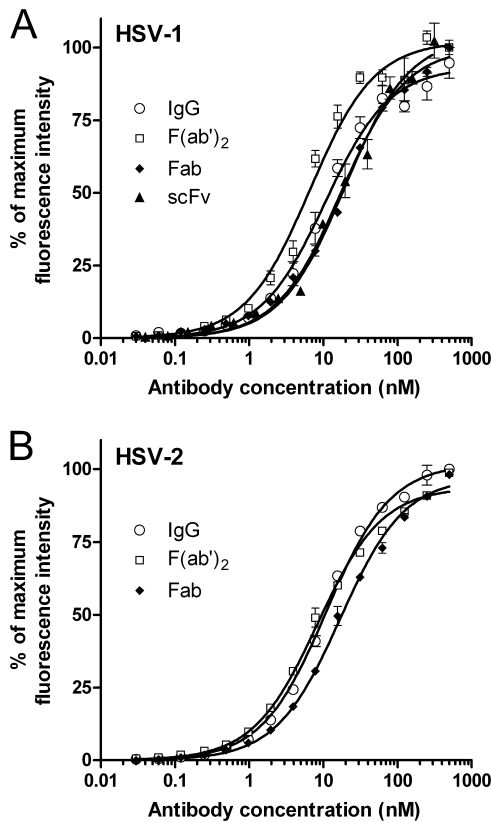 A
HSV-1
IgG
F(ab')2
Fab
scFv
% of maximum
fluorescence intensity
100
75
50
25
0
0.01 0.1 1 10 100 1000
Antibody concentration (nM)
B
HSV-2
IgG
F(ab')2
Fab
% of maximum
fluorescence intensity
100
75
50
25
0
0.01 0.1 1 10 100 1000
Antibody concentration (nM)